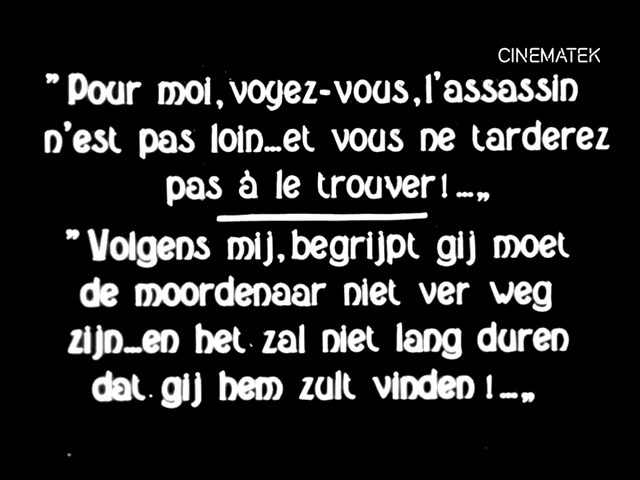 CINEMATEK
"Pour moi, voyez-vous, l'assassin
n'est pas loin...et vous ne tarderez
pas à le trouver!...„
"Volgens mij, begrijpt gij moet
de moordenaar niet ver weg
zijn...en het zal niet lang duren
dat gij hem zult vinden!...„